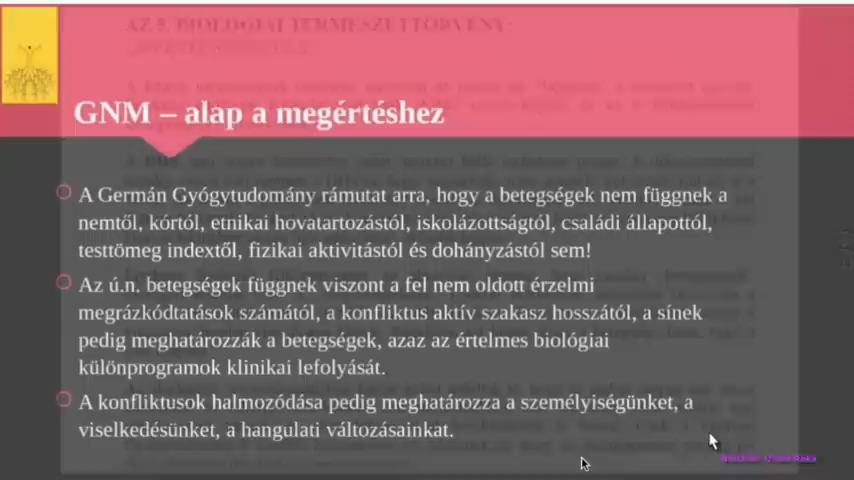 GNM – alap a megértéshez
A Germán Gyógytudomány rámutat arra, hogy a betegségek nem függnek a
nemtől, kórtól, etnikai hovatartozástól, iskolázottságtól, családi állapottól,
testtömeg indextől, fizikai aktivitástól és dohányzástól sem!
Az ú.n. betegségek függnek viszont a fel nem oldott érzelmi
megrázkódtatások számától, a konfliktus aktív szakasz hosszától, a sínek
pedig meghatározzák a betegségek, azaz az értelmes biológiai
különprogramok klinikai lefolyását.
A konfliktusok halmozódása pedig meghatározza a személyiségünket, a
viselkedésünket, a hangulati változásainkat.